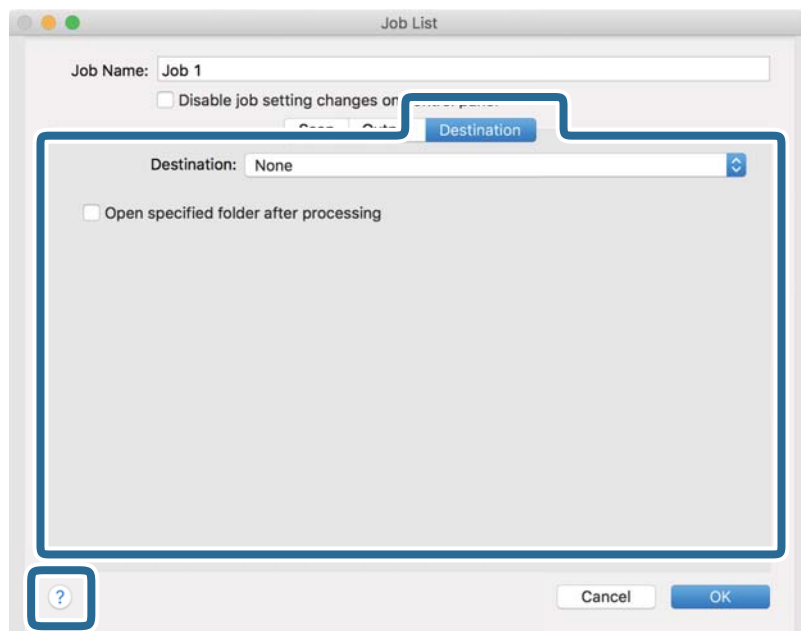 Job List
Job Name: Job 1
Disable job setting changes on
Destination
Destination: None
Open specified folder after processing
?
Cancel OK